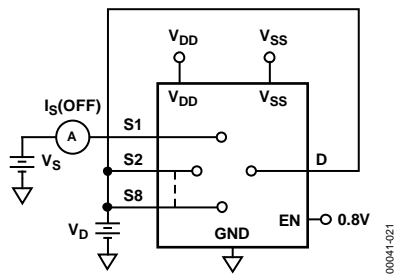 V_DD V_SS
V_DD V_SS
I_S(OFF)
A
S1
V_S
S2
D
S8
V_D
EN
0.8V
GND
00041-021